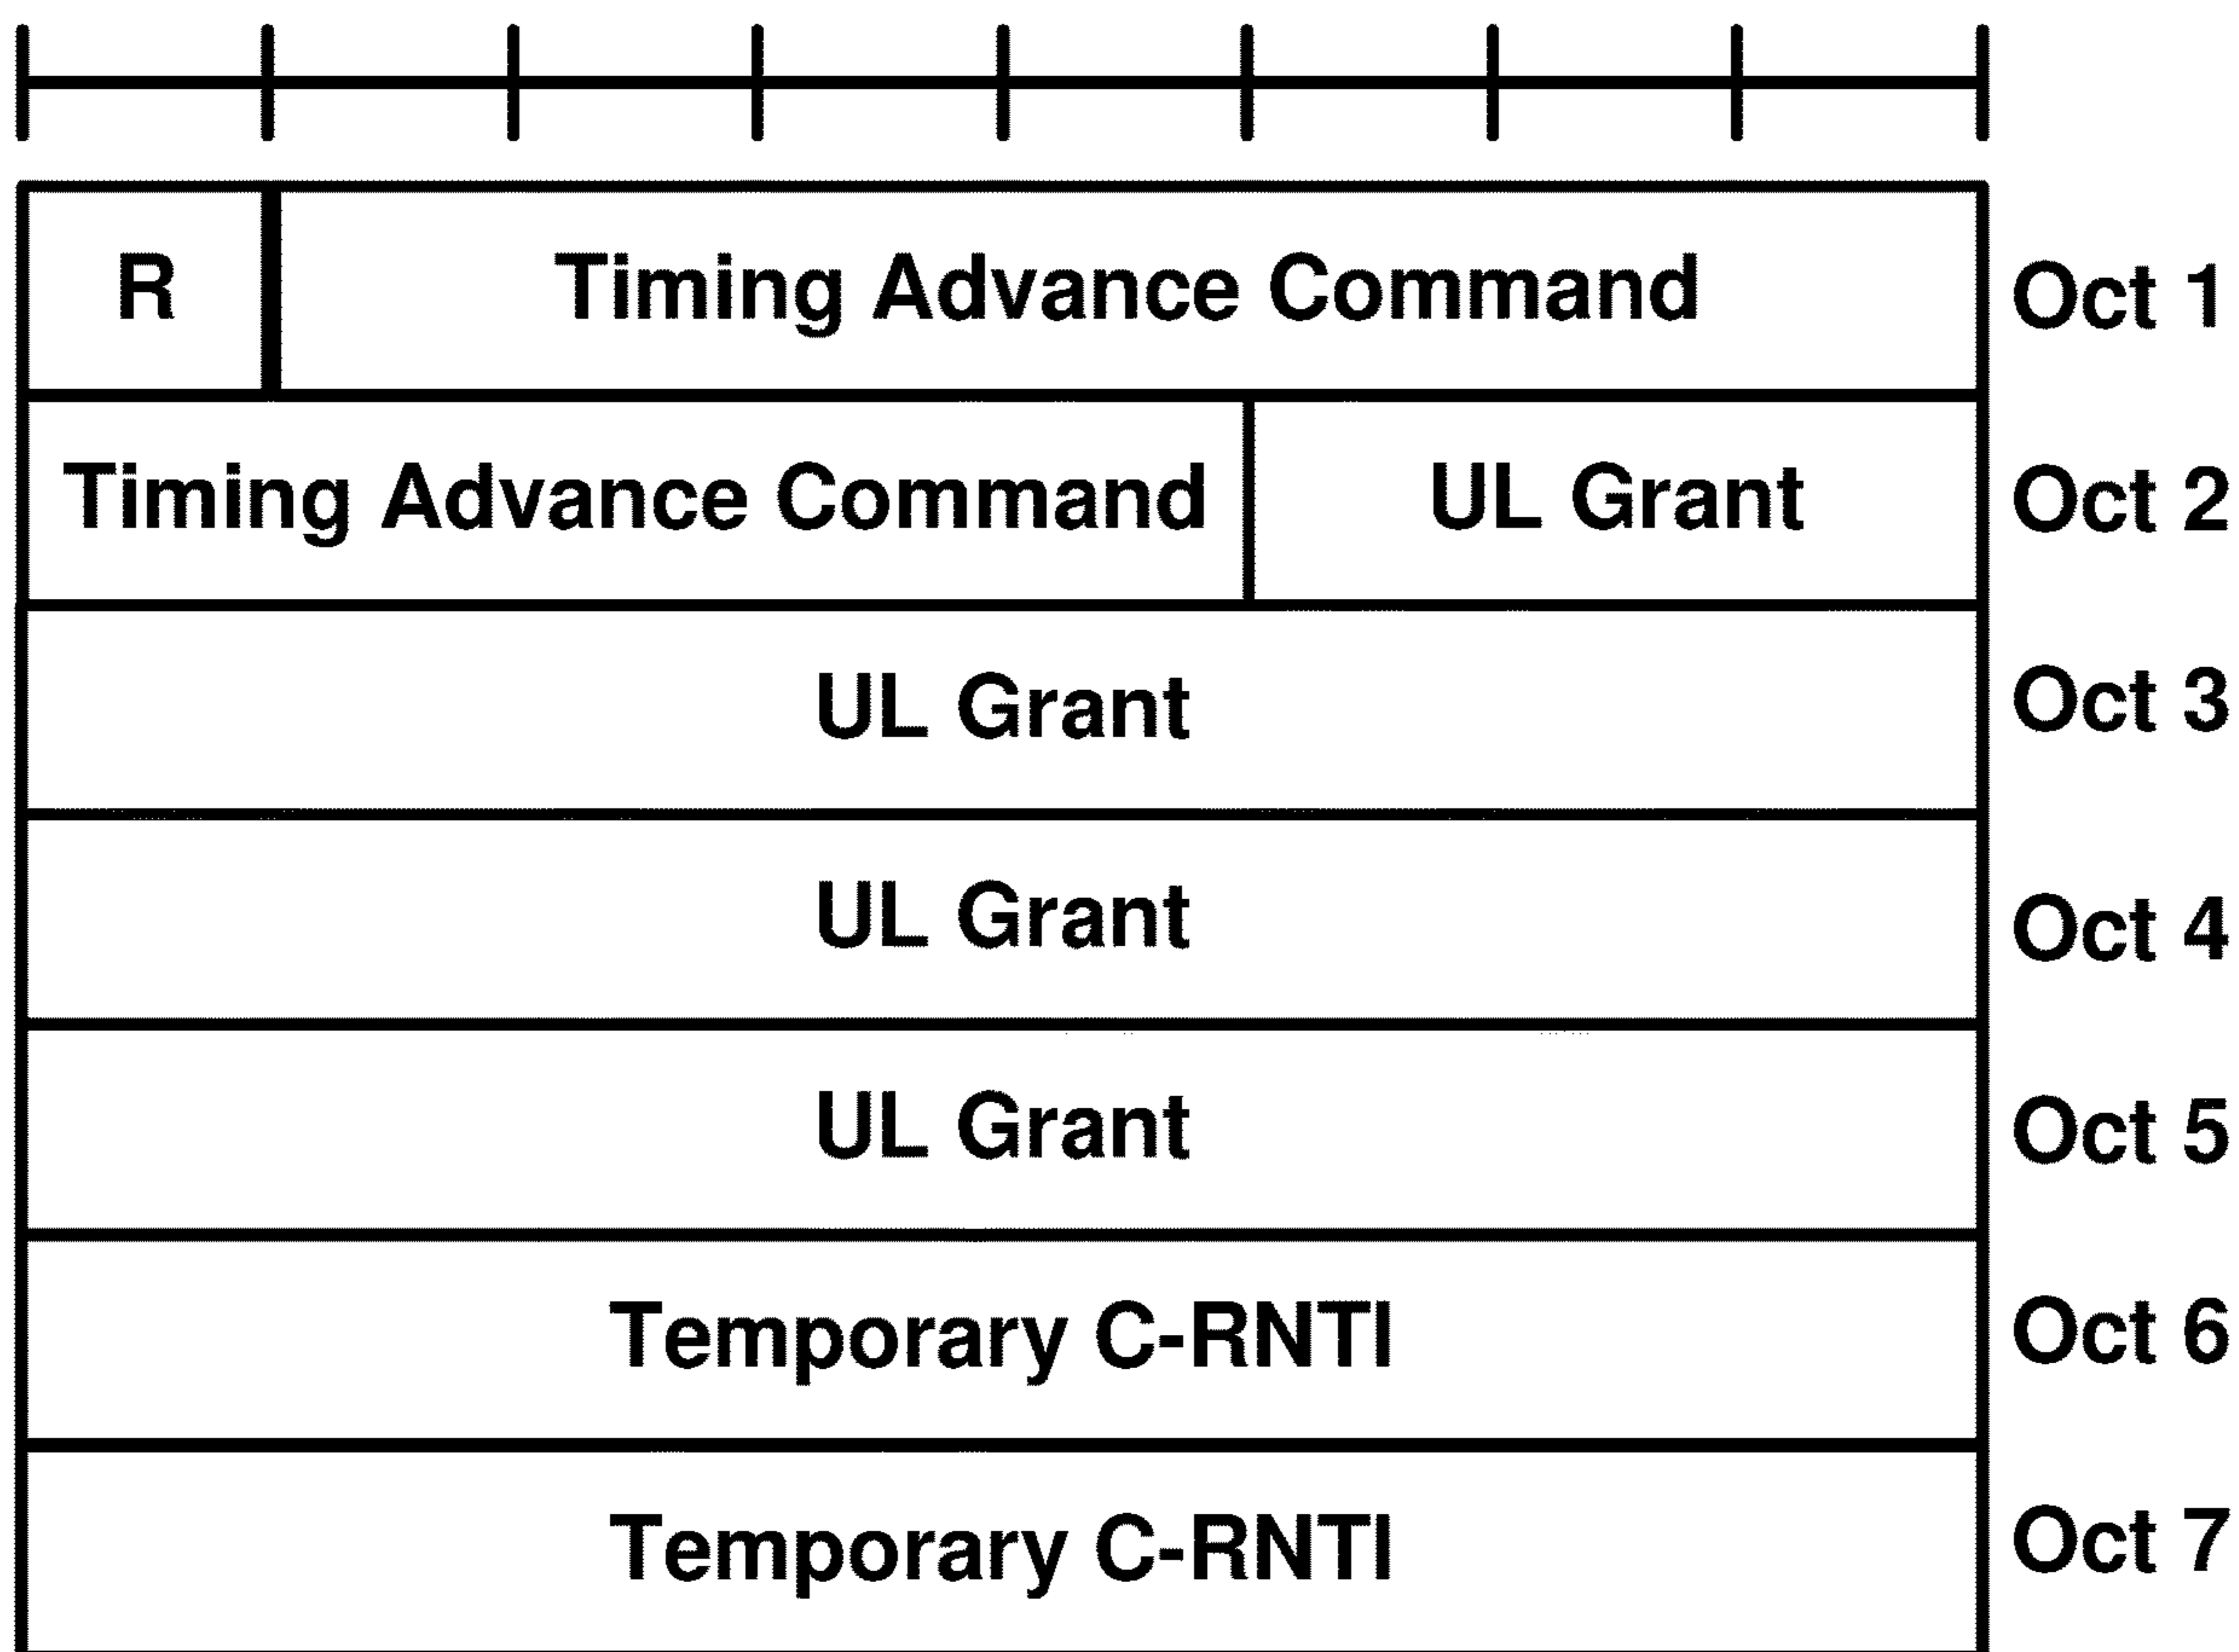 R Timing Advance Command Oct 1
Timing Advance Command UL Grant Oct 2
UL Grant Oct 3
UL Grant Oct 4
UL Grant Oct 5
Temporary C-RNTI Oct 6
Temporary C-RNTI Oct 7